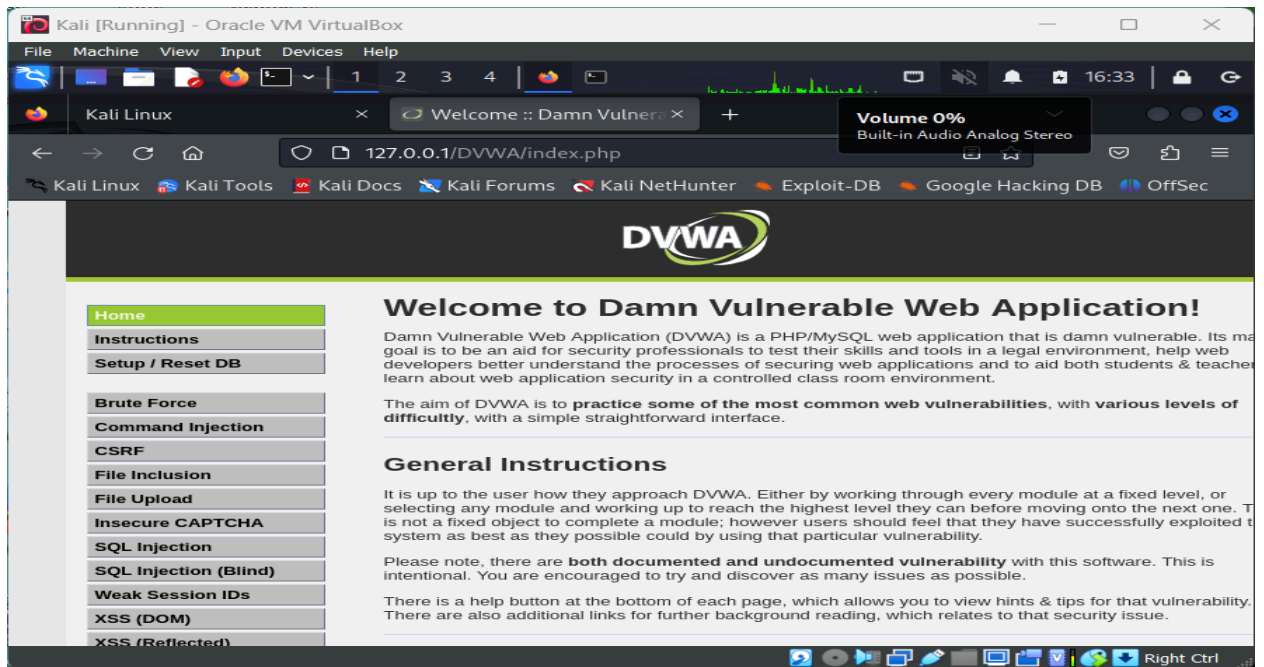 Kali [Running] - Oracle VM VirtualBox
File Machine View Input Devices Help
1 2 3 4 16:33
Kali Linux
Welcome :: Damn Vulnera
Volume 0%
Built-in Audio Analog Stereo
127.0.0.1/DVWA/index.php
Kali Linux Kali Tools Kali Docs Kali Forums Kali NetHunter Exploit-DB Google Hacking DB OffSec
DVWA
Home
Instructions
Setup / Reset DB
Brute Force
Command Injection
CSRF
File Inclusion
File Upload
Insecure CAPTCHA
SQL Injection
SQL Injection (Blind)
Weak Session IDs
XSS (DOM)
XSS (Reflected)
Welcome to Damn Vulnerable Web Application!
Damn Vulnerable Web Application (DVWA) is a PHP/MySQL web application that is damn vulnerable. Its ma
goal is to be an aid for security professionals to test their skills and tools in a legal environment, help web
developers better understand the processes of securing web applications and to aid both students & teacher
learn about web application security in a controlled class room environment.
The aim of DVWA is to practice some of the most common web vulnerabilities, with various levels of
difficultly, with a simple straightforward interface.
General Instructions
It is up to the user how they approach DVWA. Either by working through every module at a fixed level, or
selecting any module and working up to reach the highest level they can before moving onto the next one. T
is not a fixed object to complete a module; however users should feel that they have successfully exploited t
system as best as they possible could by using that particular vulnerability.
Please note, there are both documented and undocumented vulnerability with this software. This is
intentional. You are encouraged to try and discover as many issues as possible.
There is a help button at the bottom of each page, which allows you to view hints & tips for that vulnerability.
There are also additional links for further background reading, which relates to that security issue.
Right Ctrl